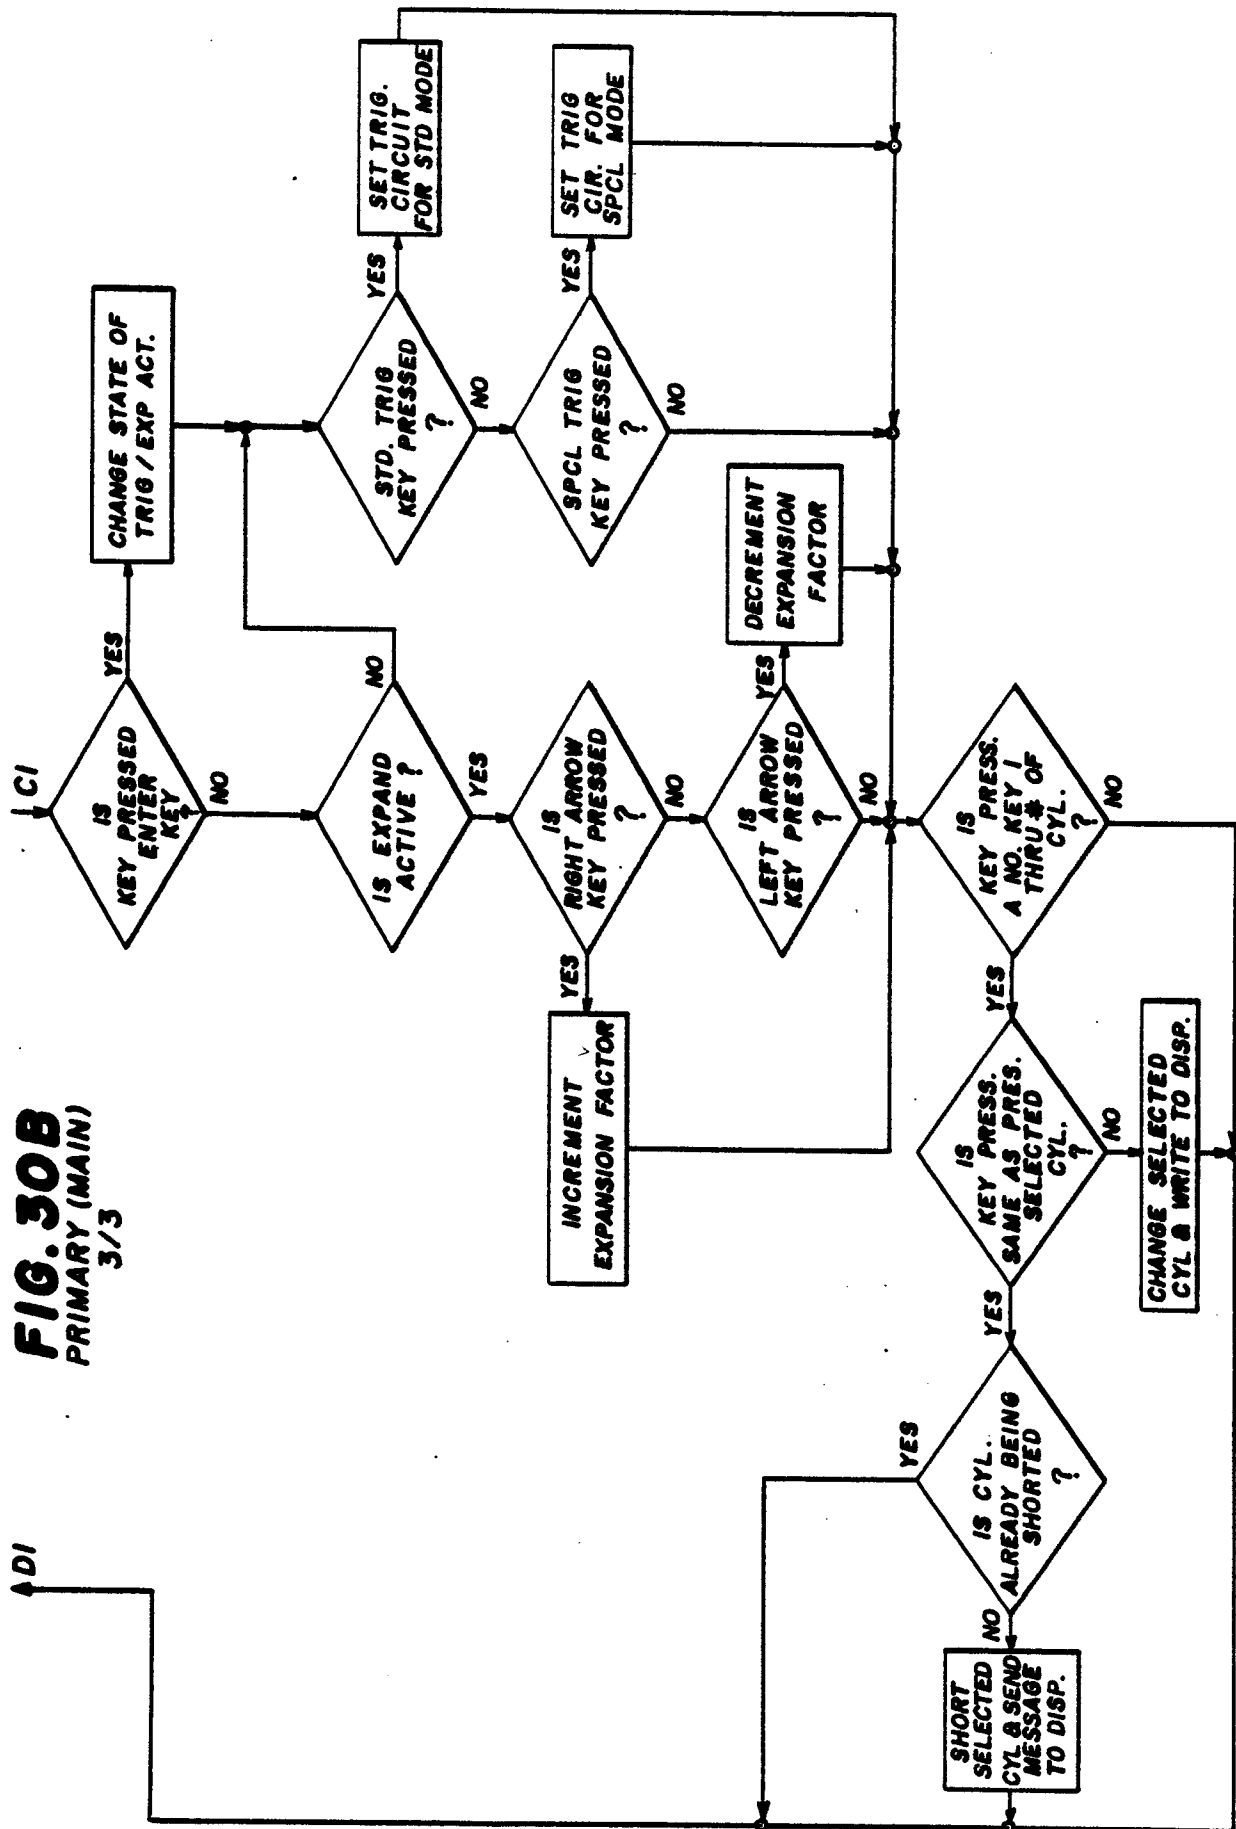 FIG. 30B
PRIMARY (MAIN)
3/3
C1
IS
KEY PRESSED
ENTER
KEY?
YES
NO
CHANGE STATE OF
TRIG / EXP ACT.
IS EXPAND
ACTIVE ?
NO
YES
STD. TRIG
KEY PRESSED
?
YES
NO
SET TRIG.
CIRCUIT
FOR STD MODE
IS
RIGHT ARROW
KEY PRESSED
?
YES
NO
INCREMENT
EXPANSION FACTOR
SPCL TRIG
KEY PRESSED
?
YES
NO
SET TRIG
CIR. FOR
SPCL MODE
IS
LEFT ARROW
KEY PRESSED
?
YES
NO
DECREMENT
EXPANSION
FACTOR
IS
KEY PRESS.
A NO. KEY 1
THRU # OF
CYL.
?
YES
NO
IS
KEY PRESS.
SAME AS PRES.
SELECTED
CYL.
?
YES
NO
CHANGE SELECTED
CYL & WRITE TO DISP.
IS CYL.
ALREADY BEING
SHORTED
?
YES
NO
SHORT
SELECTED
CYL & SEND
MESSAGE
TO DISP.
D1